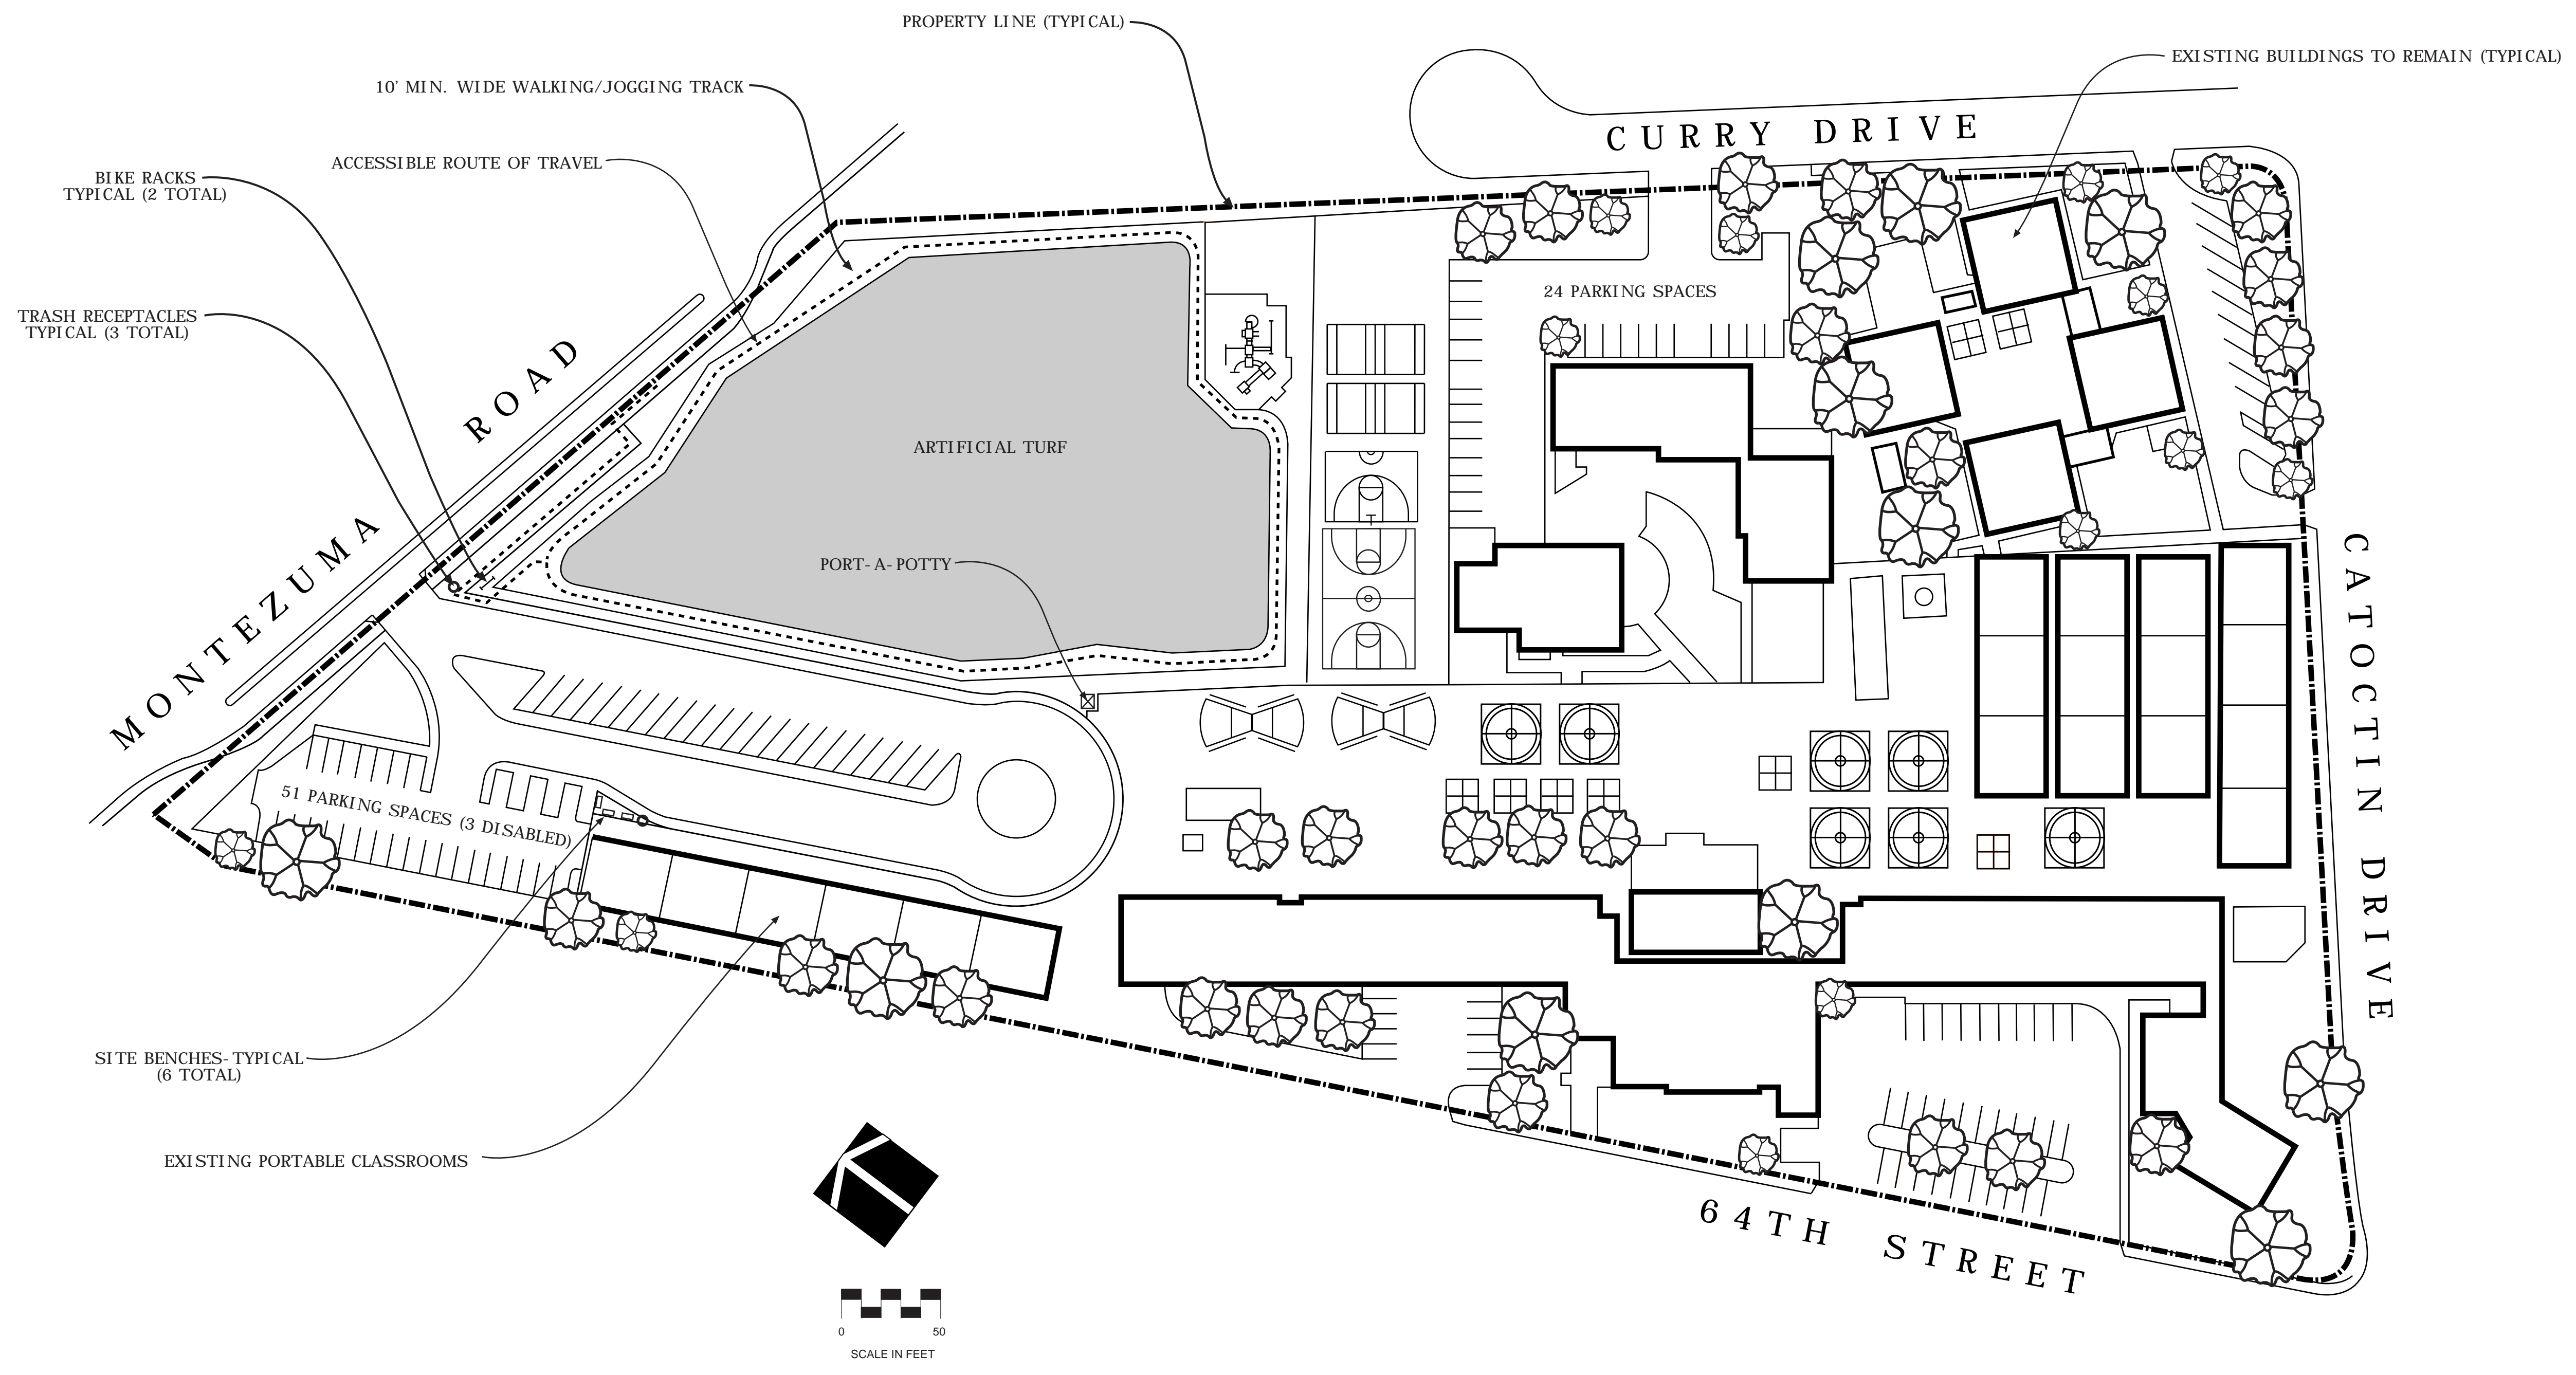 PROPERTY LINE (TYPICAL)
EXISTING BUILDINGS TO REMAIN (TYPICAL)
10' MIN. WIDE WALKING/JOGGING TRACK
CURRY DRIVE
ACCESSIBLE ROUTE OF TRAVEL
BIKE RACKS
TYPICAL (2 TOTAL)
24 PARKING SPACES
TRASH RECEPTACLES
TYPICAL (3 TOTAL)
MONTEZUMA ROAD
ARTIFICIAL TURF
PORT-A-POTTY
CATOCTIN DRIVE
51 PARKING SPACES (3 DISABLED)
SITE BENCHES-TYPICAL
(6 TOTAL)
EXISTING PORTABLE CLASSROOMS
64TH STREET
0 50
SCALE IN FEET